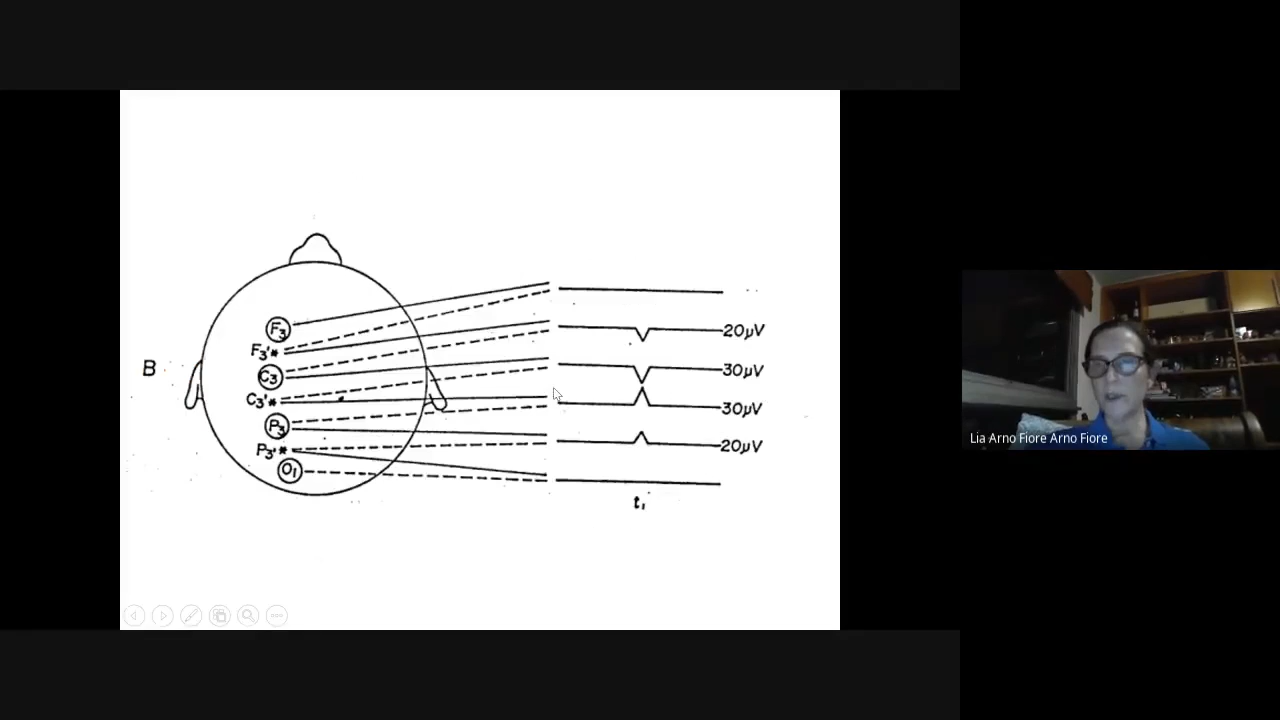 B
F3
F3'*
C3
C3'*
P3
P3'*
O1
20µV
30µV
30µV
20µV
t1
Lia Arno Fiore Arno Fiore